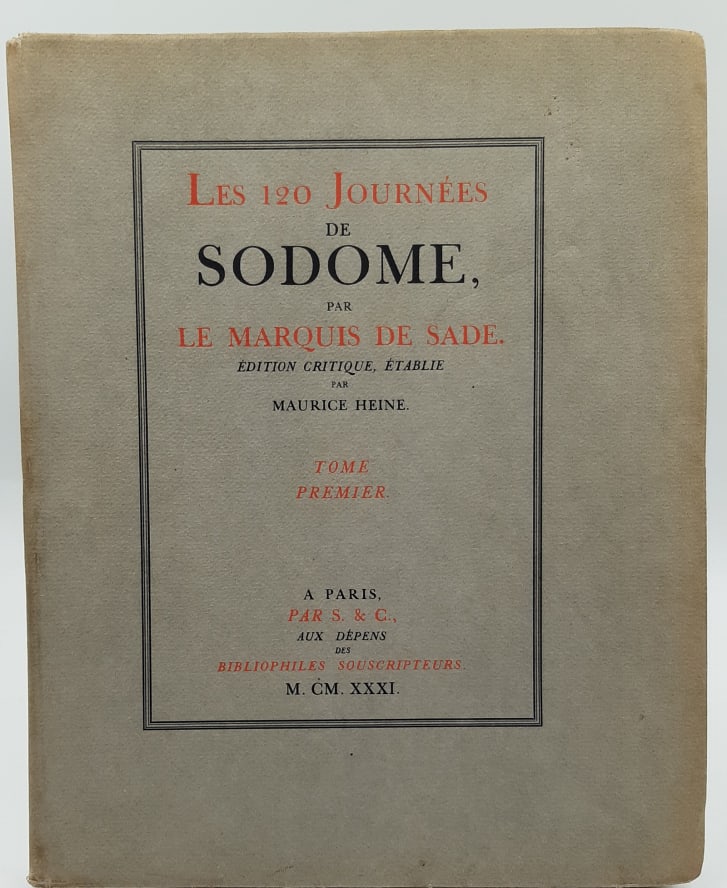 LES 120 JOURNÉES
DE
SODOME,
PAR
LE MARQUIS DE SADE.
ÉDITION CRITIQUE, ÉTABLIE
PAR
MAURICE HEINE.
TOME
PREMIER.
A PARIS,
PAR S. & C.,
AUX DÉPENS
DES
BIBLIOPHILES SOUSCRIPTEURS.
M. CM. XXXI.